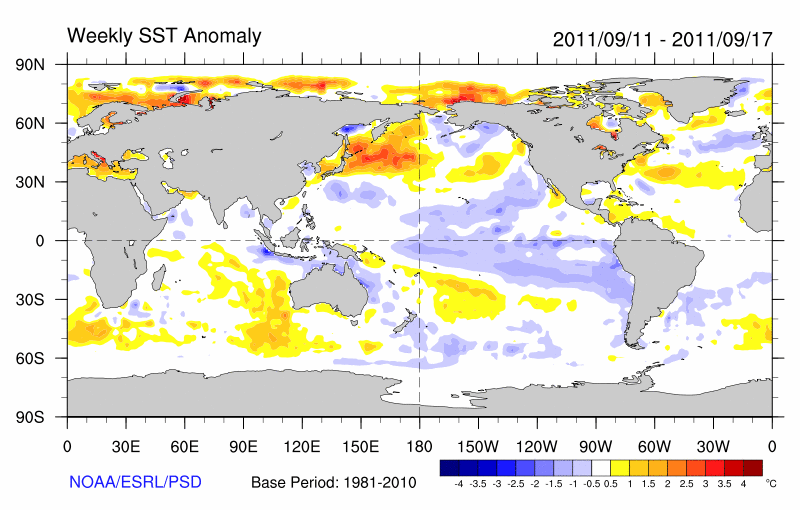 Weekly SST Anomaly
2011/09/11 - 2011/09/17
90N
60N
30N
0
30S
60S
90S
0 30E 60E 90E 120E 150E 180 150W 120W 90W 60W 30W 0
NOAA/ESRL/PSD
Base Period: 1981-2010
-4 -3.5 -3 -2.5 -2 -1.5 -1 -0.5 0.5 1 1.5 2 2.5 3 3.5 4 °C